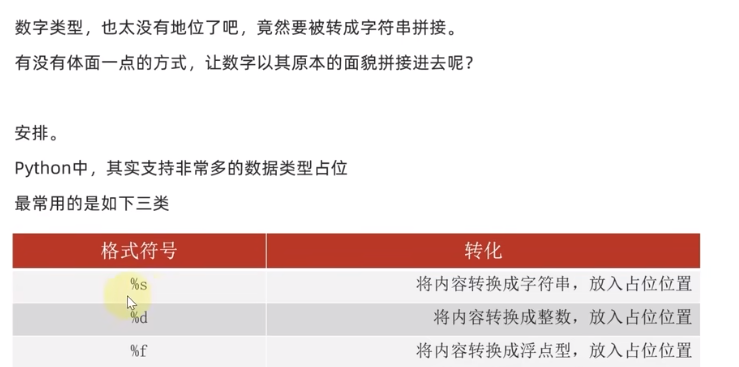 数字类型，也太没有地位了吧，竟然要被转成字符串拼接。
有没有体面一点的方式，让数字以其原本的面貌拼接进去呢？
安排。
Python中，其实支持非常多的数据类型占位
最常用的是如下三类
格式符号 转化
%s 将内容转换成字符串，放入占位位置
%d 将内容转换成整数，放入占位位置
%f 将内容转换成浮点型，放入占位位置